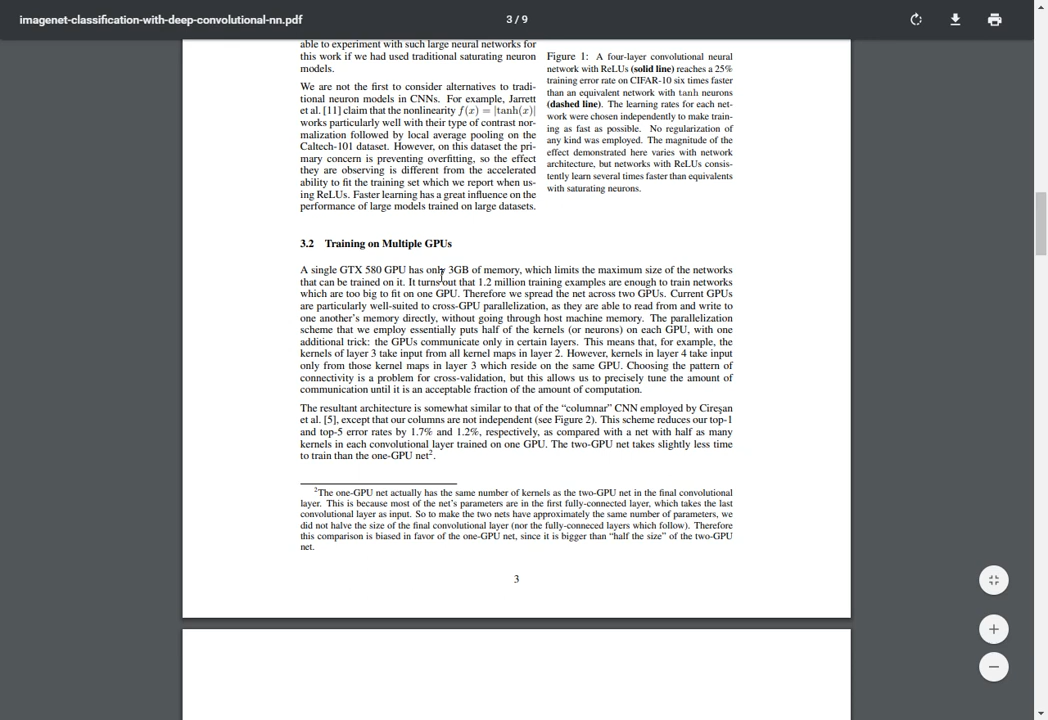 imagenet-classification-with-deep-convolutional-nn.pdf
3 / 9
able to experiment with such large neural networks for
this work if we had used traditional saturating neuron
models.
We are not the first to consider alternatives to tradi-
tional neuron models in CNNs. For example, Jarrett
et al. [11] claim that the nonlinearity f(x) = |tanh(x)|
works particularly well with their type of contrast nor-
malization followed by local average pooling on the
Caltech-101 dataset. However, on this dataset the pri-
mary concern is preventing overfitting, so the effect
they are observing is different from the accelerated
ability to fit the training set which we report when us-
ing ReLUs. Faster learning has a great influence on the
performance of large models trained on large datasets.
Figure 1: A four-layer convolutional neural
network with ReLUs (solid line) reaches a 25%
training error rate on CIFAR-10 six times faster
than an equivalent network with tanh neurons
(dashed line). The learning rates for each net-
work were chosen independently to make train-
ing as fast as possible. No regularization of
any kind was employed. The magnitude of the
effect demonstrated here varies with network
architecture, but networks with ReLUs consis-
tently learn several times faster than equivalents
with saturating neurons.
3.2 Training on Multiple GPUs
A single GTX 580 GPU has only 3GB of memory, which limits the maximum size of the networks
that can be trained on it. It turns out that 1.2 million training examples are enough to train networks
which are too big to fit on one GPU. Therefore we spread the net across two GPUs. Current GPUs
are particularly well-suited to cross-GPU parallelization, as they are able to read from and write to
one another's memory directly, without going through host machine memory. The parallelization
scheme that we employ essentially puts half of the kernels (or neurons) on each GPU, with one
additional trick: the GPUs communicate only in certain layers. This means that, for example, the
kernels of layer 3 take input from all kernel maps in layer 2. However, kernels in layer 4 take input
only from those kernel maps in layer 3 which reside on the same GPU. Choosing the pattern of
connectivity is a problem for cross-validation, but this allows us to precisely tune the amount of
communication until it is an acceptable fraction of the amount of computation.
The resultant architecture is somewhat similar to that of the “columnar” CNN employed by Cireşan
et al. [5], except that our columns are not independent (see Figure 2). This scheme reduces our top-1
and top-5 error rates by 1.7% and 1.2%, respectively, as compared with a net with half as many
kernels in each convolutional layer trained on one GPU. The two-GPU net takes slightly less time
to train than the one-GPU net².
²The one-GPU net actually has the same number of kernels as the two-GPU net in the final convolutional
layer. This is because most of the net's parameters are in the first fully-connected layer, which takes the last
convolutional layer as input. So to make the two nets have approximately the same number of parameters, we
did not halve the size of the final convolutional layer (nor the fully-conneced layers which follow). Therefore
this comparison is biased in favor of the one-GPU net, since it is bigger than “half the size” of the two-GPU
net.
3